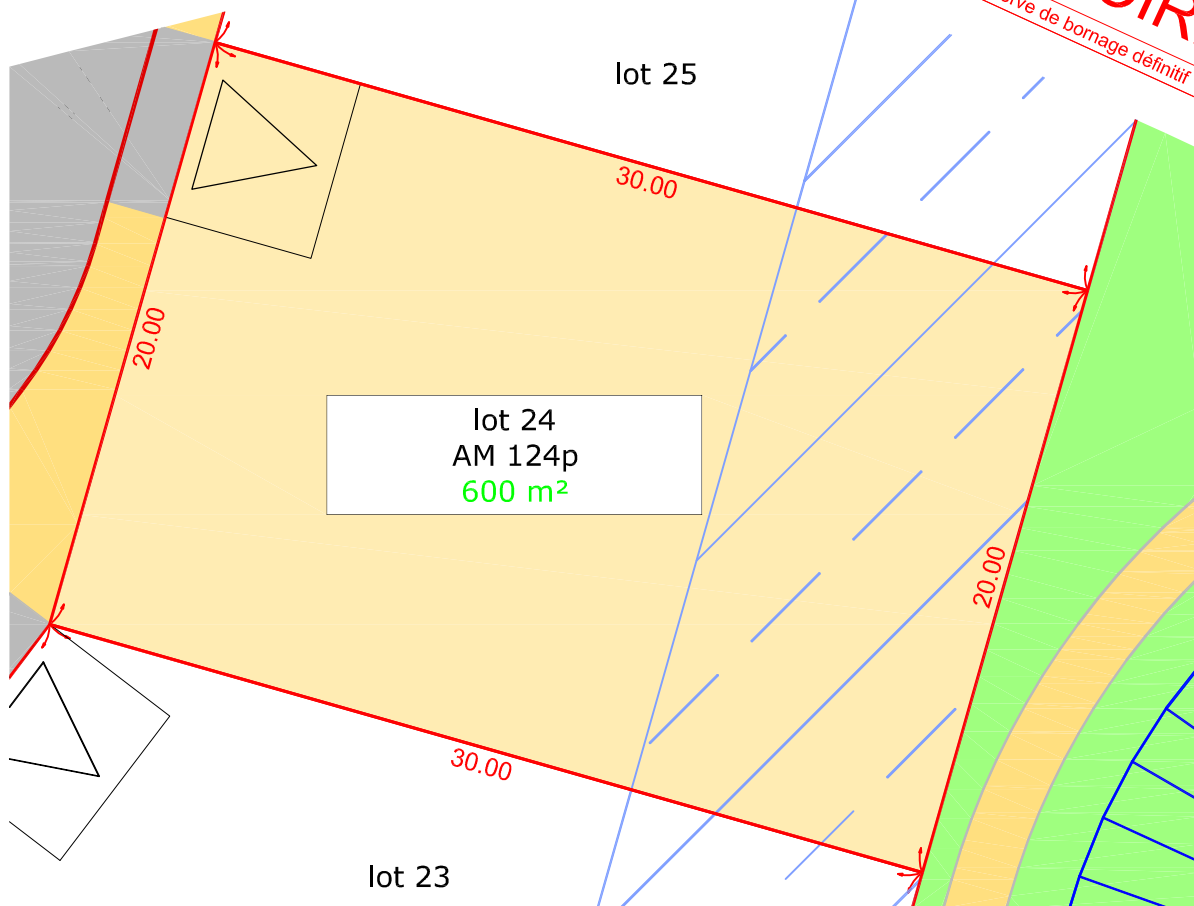 de bornage définitif
lot 25
30.00
20.00
lot 24
AM 124p
600 m²
20.00
30.00
lot 23